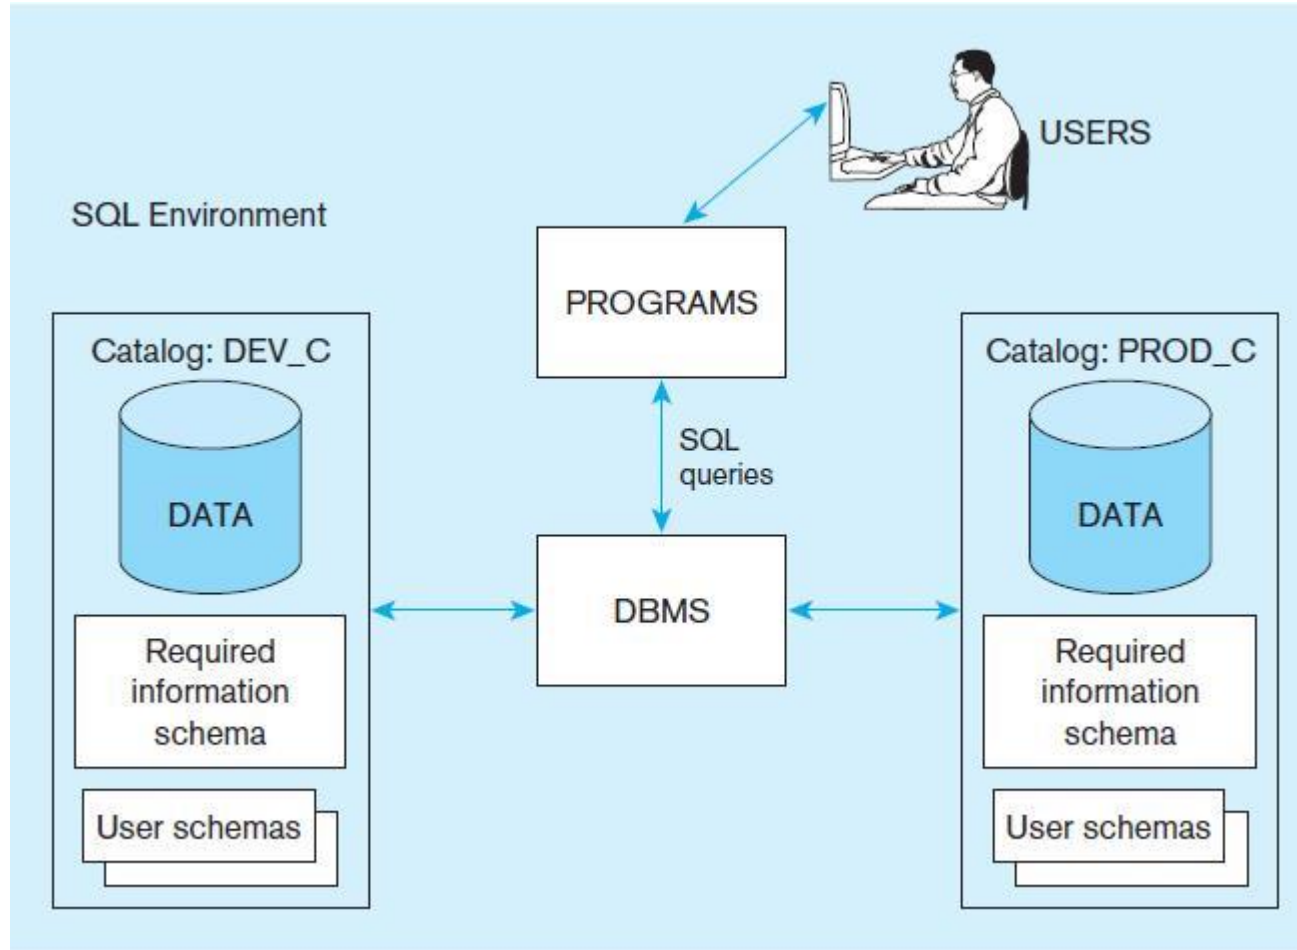 USERS
SQL Environment
PROGRAMS
Catalog: DEV_C
DATA
Required
information
schema
User schemas
SQL
queries
DBMS
Catalog: PROD_C
DATA
Required
information
schema
User schemas